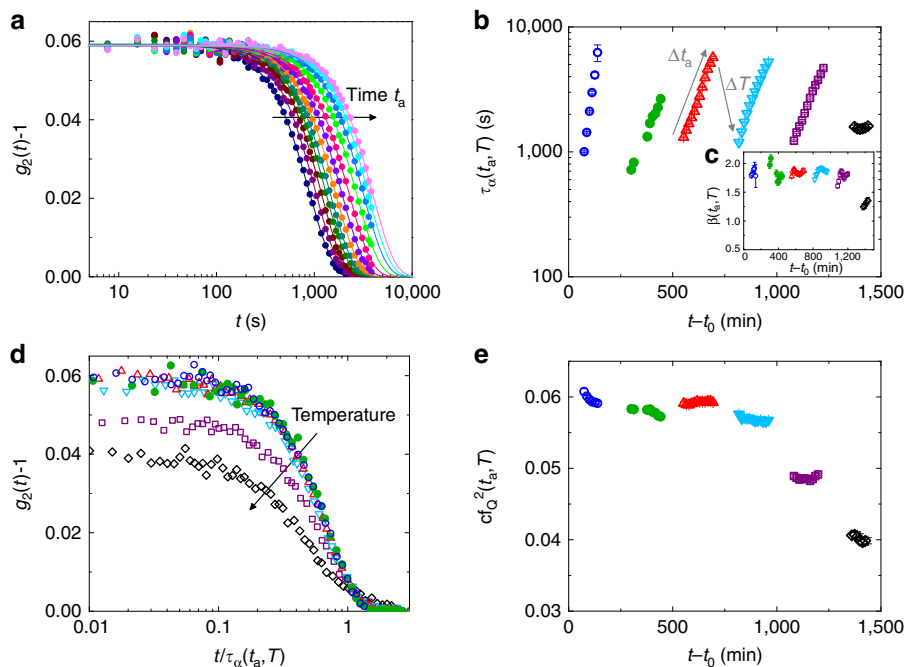 a
0.06
0.04
0.02
0.00
10
100
1,000
10,000
g₂(t)-1
t (s)
Time tₐ
b
10,000
1,000
100
0
500
1,000
1,500
τα(tₐ,T) (s)
t–t₀ (min)
Δtₐ
ΔT
c
2.0
1.5
1.0
0.5
0
400
800
1,200
β(tₐ,T)
t–t₀ (min)
d
0.06
0.04
0.02
0.00
0.01
0.1
1
g₂(t)-1
t/τα(tₐ,T)
Temperature
e
0.06
0.05
0.04
0.03
0
500
1,000
1,500
cf_Q²(tₐ,T)
t–t₀ (min)